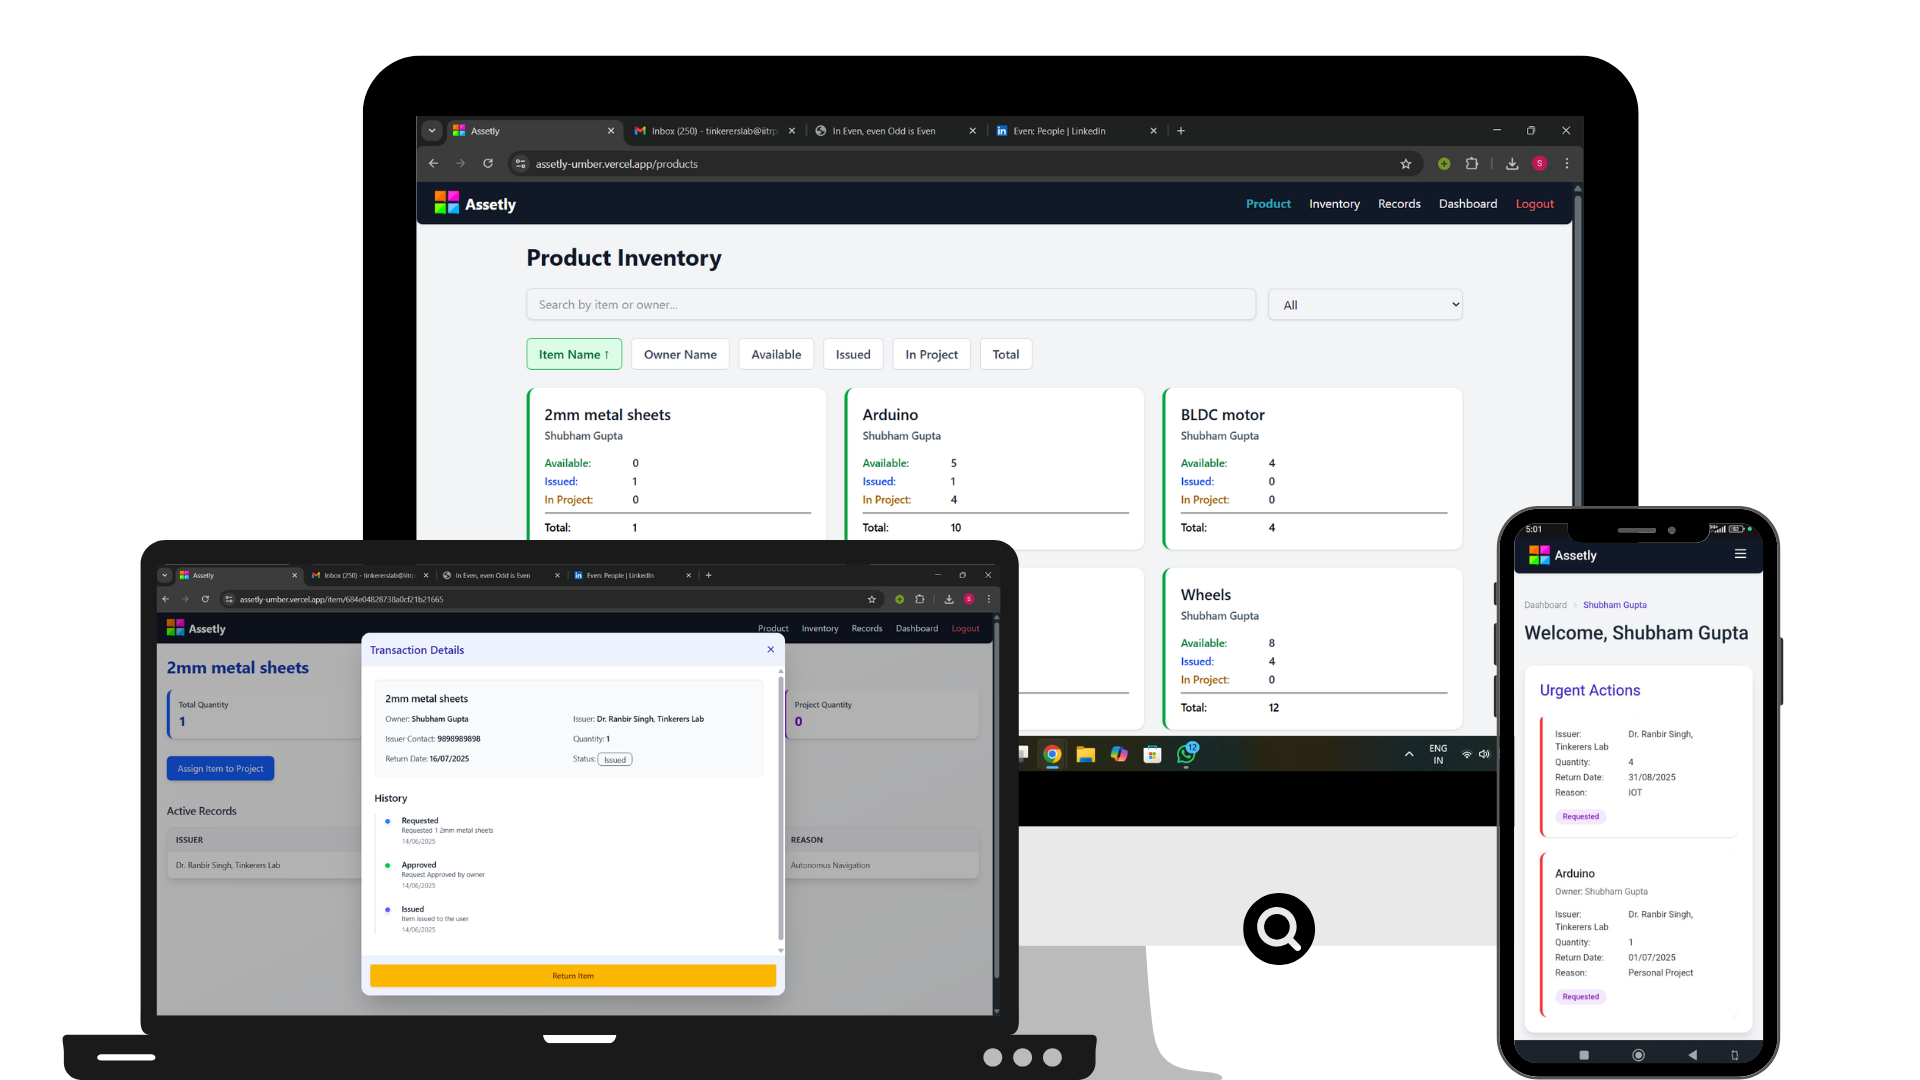 Assetly
Inbox (250) - tinkererslab@iitrp
In Even, even Odd is Even
Even: People | LinkedIn
assetly-umber.vercel.app/products
S
Assetly
Product
Inventory
Records
Dashboard
Logout
Product Inventory
Search by item or owner...
All
Item Name ↑
Owner Name
Available
Issued
In Project
Total
2mm metal sheets
Shubham Gupta
Available: 0
Issued: 1
In Project: 0
Total: 1
Arduino
Shubham Gupta
Available: 5
Issued: 1
In Project: 4
Total: 10
BLDC motor
Shubham Gupta
Available: 4
Issued: 0
In Project: 0
Total: 4
Wheels
Shubham Gupta
Available: 8
Issued: 4
In Project: 0
Total: 12
12
ENG
IN
Assetly
Inbox (250) - tinkererslab@iitrp
In Even, even Odd is Even
Even: People | LinkedIn
assetly-umber.vercel.app/item/684e04828738a0cf21b21665
S
Assetly
Product
Inventory
Records
Dashboard
Logout
2mm metal sheets
Total Quantity
1
Project Quantity
0
Assign Item to Project
Active Records
ISSUER
REASON
Dr. Ranbir Singh, Tinkerers Lab
Autonomus Navigation
Transaction Details
2mm metal sheets
Owner: Shubham Gupta
Issuer: Dr. Ranbir Singh, Tinkerers Lab
Issuer Contact: 9898989898
Quantity: 1
Return Date: 16/07/2025
Status: Issued
History
Requested
Requested 1 2mm metal sheets
14/06/2025
Approved
Request Approved by owner
14/06/2025
Issued
Item issued to the user
14/06/2025
Return Item
5:01
Assetly
Dashboard > Shubham Gupta
Welcome, Shubham Gupta
Urgent Actions
Issuer: Dr. Ranbir Singh,
Tinkerers Lab
Quantity: 4
Return Date: 31/08/2025
Reason: IOT
Requested
Arduino
Owner: Shubham Gupta
Issuer: Dr. Ranbir Singh,
Tinkerers Lab
Quantity: 1
Return Date: 01/07/2025
Reason: Personal Project
Requested